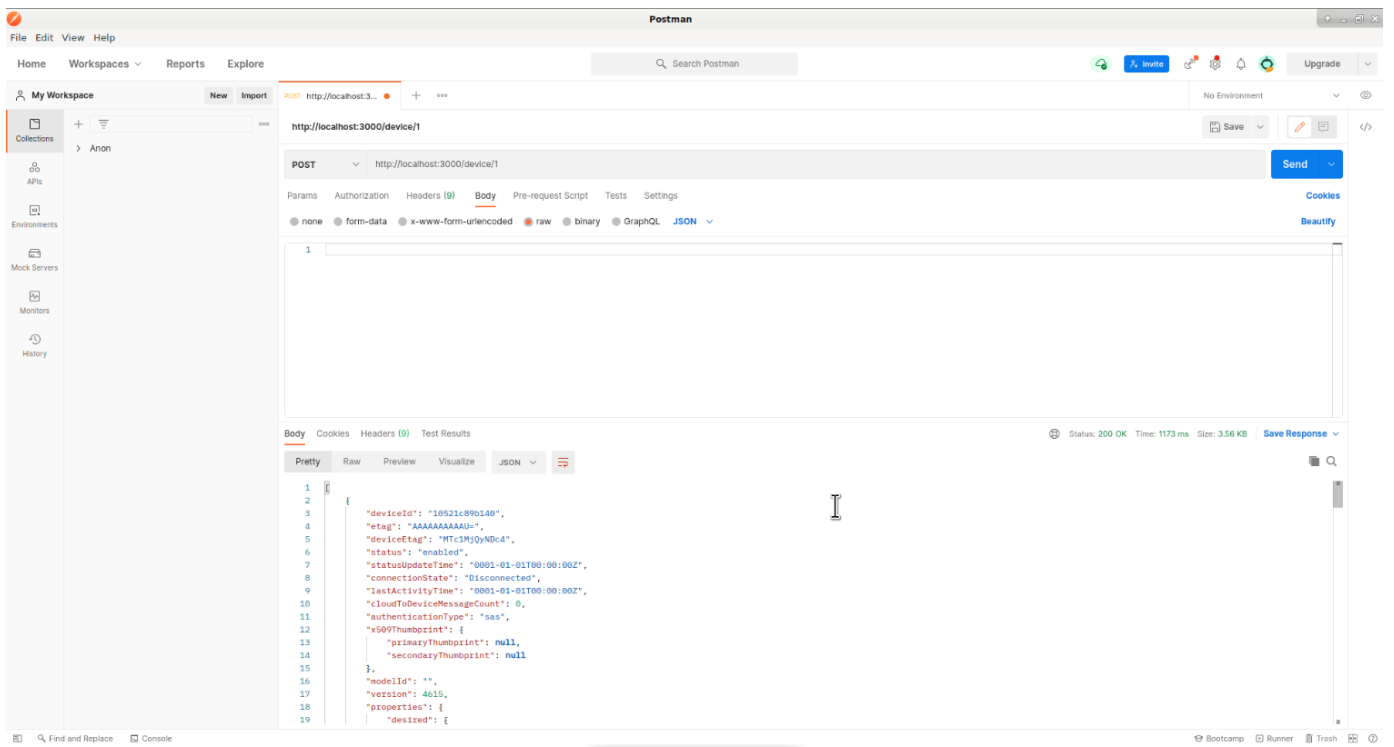 Postman
File Edit View Help
Home Workspaces Reports Explore Search Postman Invite Upgrade
My Workspace New Import POST http://localhost:3... No Environment
Collections
APIs
Environments
Mock Servers
Monitors
History
Anon
http://localhost:3000/device/1 Save
POST http://localhost:3000/device/1 Send
Params Authorization Headers (9) Body Pre-request Script Tests Settings Cookies
none form-data x-www-form-urlencoded raw binary GraphQL JSON Beautify
1
Body Cookies Headers (9) Test Results Status: 200 OK Time: 1173 ms Size: 3.56 KB Save Response
Pretty Raw Preview Visualize JSON
1 [
2 {
3 "deviceId": "10521c89b140",
4 "etag": "AAAAAAAAAAU=",
5 "deviceEtag": "MTc1MjQyNDc4",
6 "status": "enabled",
7 "statusUpdateTime": "0001-01-01T00:00:00Z",
8 "connectionState": "Disconnected",
9 "lastActivityTime": "0001-01-01T00:00:00Z",
10 "cloudToDeviceMessageCount": 0,
11 "authenticationType": "sas",
12 "x509Thumbprint": {
13 "primaryThumbprint": null,
14 "secondaryThumbprint": null
15 },
16 "modelId": "",
17 "version": 4615,
18 "properties": {
19 "desired": {
Find and Replace Console Bootcamp Runner Trash